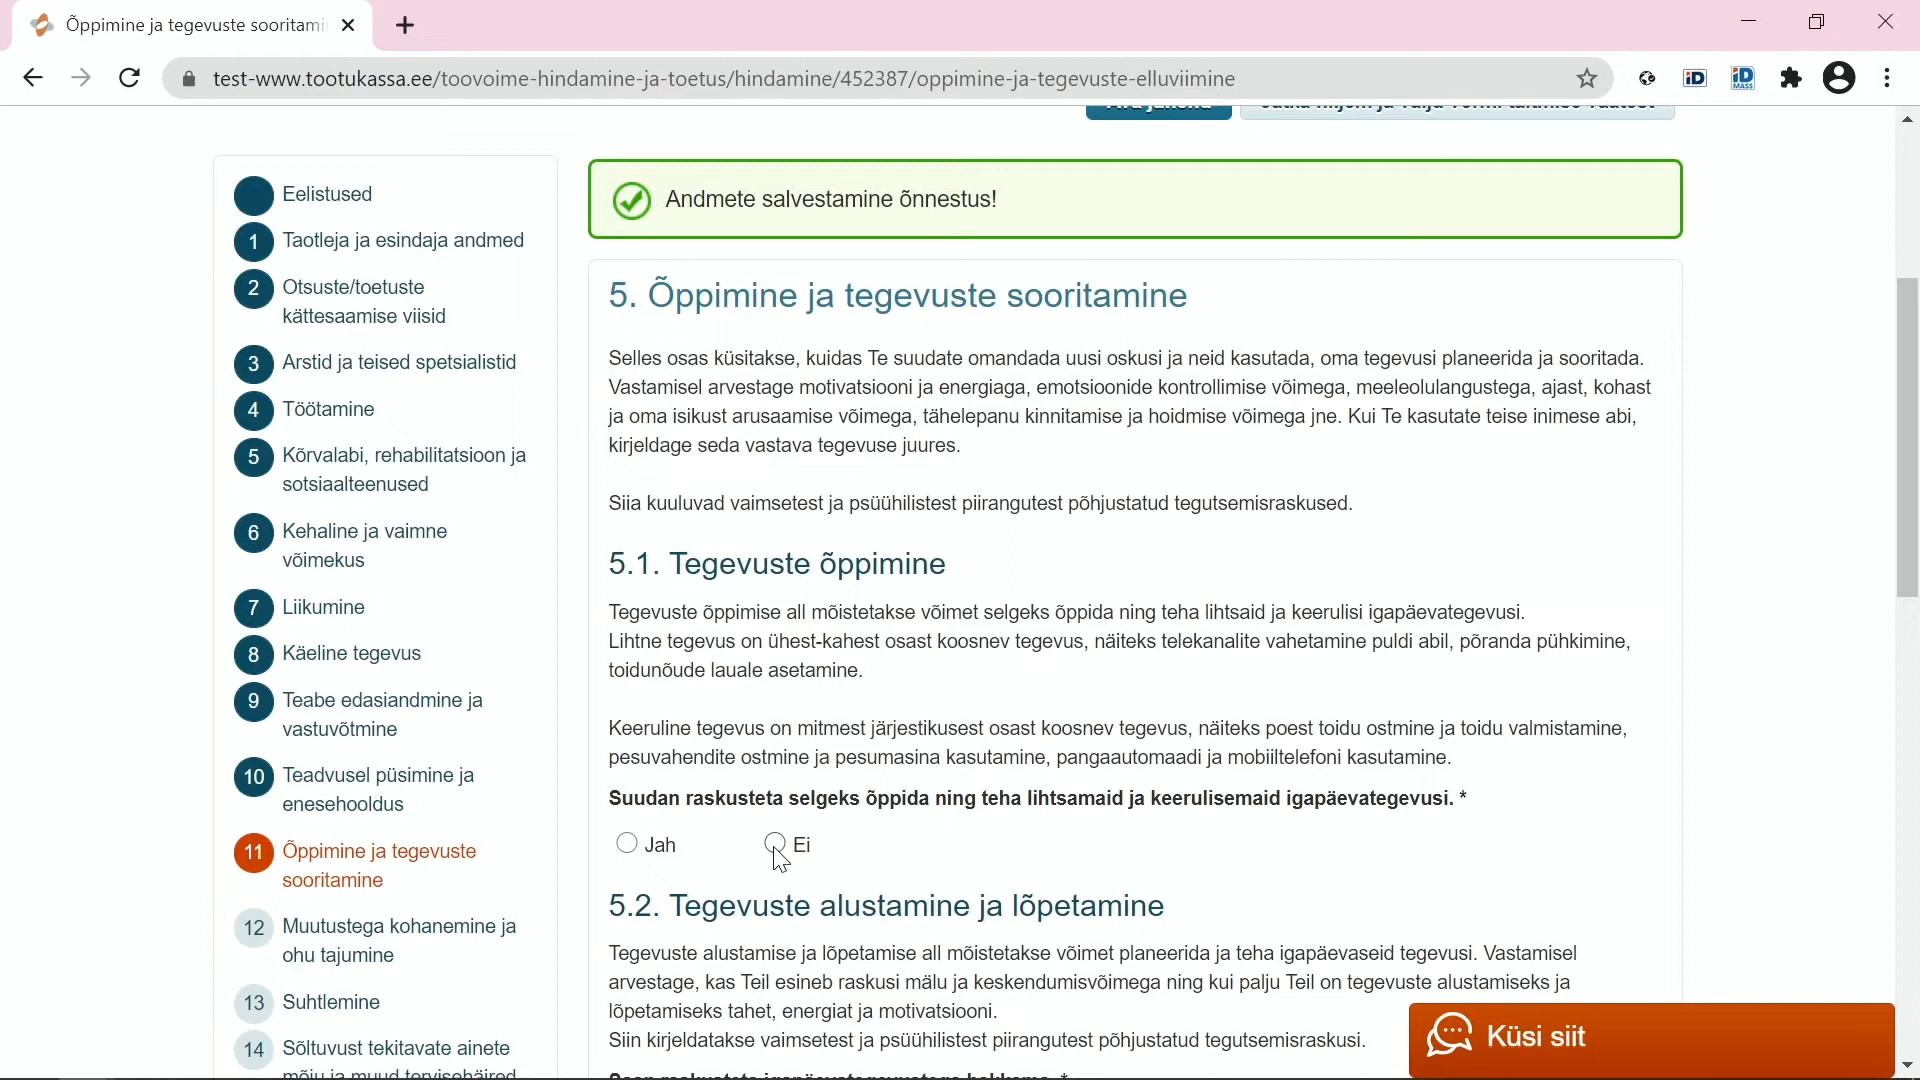 Õppimine ja tegevuste sooritami
test-www.tootukassa.ee/toovoime-hindamine-ja-toetus/hindamine/452387/oppimine-ja-tegevuste-elluviimine
iD
iD
MASS
Eelistused
1 Taotleja ja esindaja andmed
2 Otsuste/toetuste
kättesaamise viisid
3 Arstid ja teised spetsialistid
4 Töötamine
5 Kõrvalabi, rehabilitatsioon ja
sotsiaalteenused
6 Kehaline ja vaimne
võimekus
7 Liikumine
8 Käeline tegevus
9 Teabe edasiandmine ja
vastuvõtmine
10 Teadvusel püsimine ja
enesehooldus
11 Õppimine ja tegevuste
sooritamine
12 Muutustega kohanemine ja
ohu tajumine
13 Suhtlemine
14 Sõltuvust tekitavate ainete
mõju ja muud tervisehäired
Andmete salvestamine õnnestus!
5. Õppimine ja tegevuste sooritamine
Selles osas küsitakse, kuidas Te suudate omandada uusi oskusi ja neid kasutada, oma tegevusi planeerida ja sooritada.
Vastamisel arvestage motivatsiooni ja energiaga, emotsioonide kontrollimise võimega, meeleolulangustega, ajast, kohast
ja oma isikust arusaamise võimega, tähelepanu kinnitamise ja hoidmise võimega jne. Kui Te kasutate teise inimese abi,
kirjeldage seda vastava tegevuse juures.
Siia kuuluvad vaimsetest ja psüühilistest piirangutest põhjustatud tegutsemisraskused.
5.1. Tegevuste õppimine
Tegevuste õppimise all mõistetakse võimet selgeks õppida ning teha lihtsaid ja keerulisi igapäevategevusi.
Lihtne tegevus on ühest-kahest osast koosnev tegevus, näiteks telekanalite vahetamine puldi abil, põranda pühkimine,
toidunõude lauale asetamine.
Keeruline tegevus on mitmest järjestikusest osast koosnev tegevus, näiteks poest toidu ostmine ja toidu valmistamine,
pesuvahendite ostmine ja pesumasina kasutamine, pangaautomaadi ja mobiiltelefoni kasutamine.
Suudan raskusteta selgeks õppida ning teha lihtsamaid ja keerulisemaid igapäevategevusi. *
Jah Ei
5.2. Tegevuste alustamine ja lõpetamine
Tegevuste alustamise ja lõpetamise all mõistetakse võimet planeerida ja teha igapäevaseid tegevusi. Vastamisel
arvestage, kas Teil esineb raskusi mälu ja keskendumisvõimega ning kui palju Teil on tegevuste alustamiseks ja
lõpetamiseks tahet, energiat ja motivatsiooni.
Siin kirjeldatakse vaimsetest ja psüühilistest piirangutest põhjustatud tegutsemisraskusi.
Küsi siit